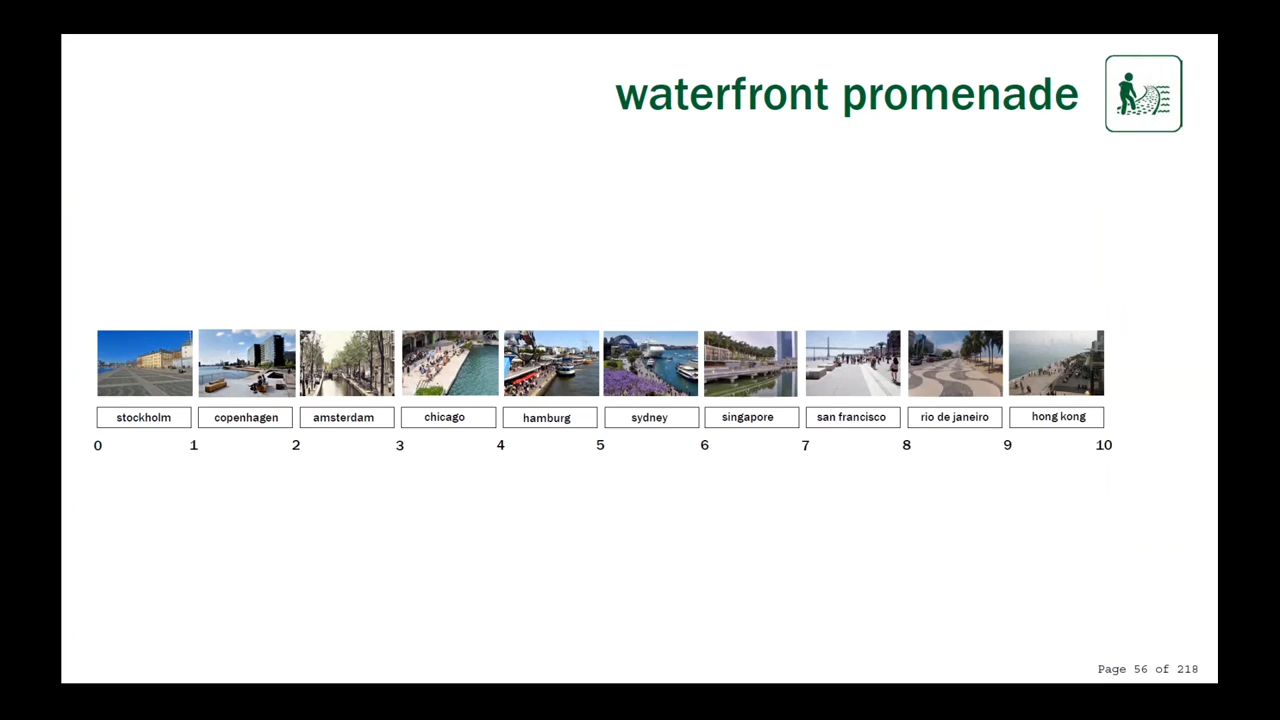 waterfront promenade
stockholm copenhagen amsterdam chicago hamburg sydney singapore san francisco rio de janeiro hong kong
0 1 2 3 4 5 6 7 8 9 10
Page 56 of 218